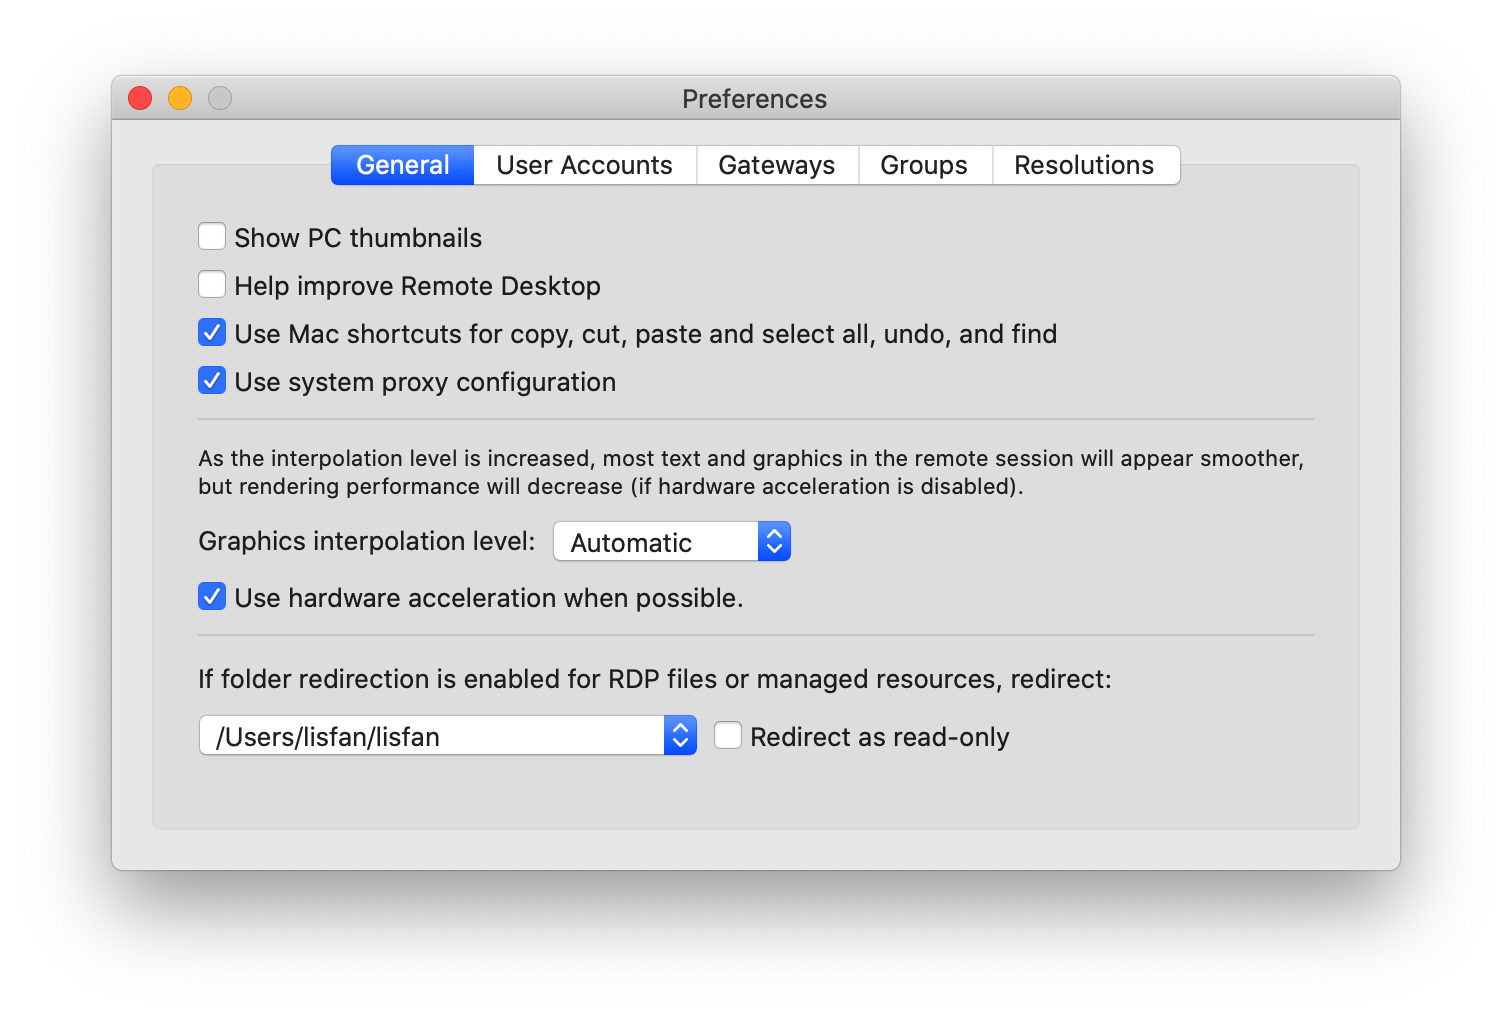 Preferences
General User Accounts Gateways Groups Resolutions
Show PC thumbnails
Help improve Remote Desktop
Use Mac shortcuts for copy, cut, paste and select all, undo, and find
Use system proxy configuration
As the interpolation level is increased, most text and graphics in the remote session will appear smoother,
but rendering performance will decrease (if hardware acceleration is disabled).
Graphics interpolation level: Automatic
Use hardware acceleration when possible.
If folder redirection is enabled for RDP files or managed resources, redirect:
/Users/lisfan/lisfan Redirect as read-only